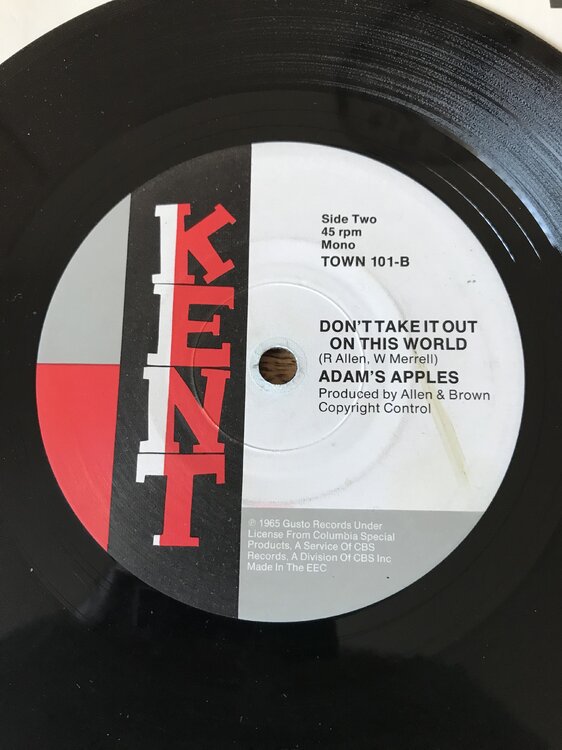 KENT
Side Two
45 rpm
Mono
TOWN 101-B
DON'T TAKE IT OUT
ON THIS WORLD
(R Allen, W Merrell)
ADAM'S APPLES
Produced by Allen & Brown
Copyright Control
℗ 1965 Gusto Records Under
License From Columbia Special
Products, A Service Of CBS
Records, A Division Of CBS Inc
Made In The EEC